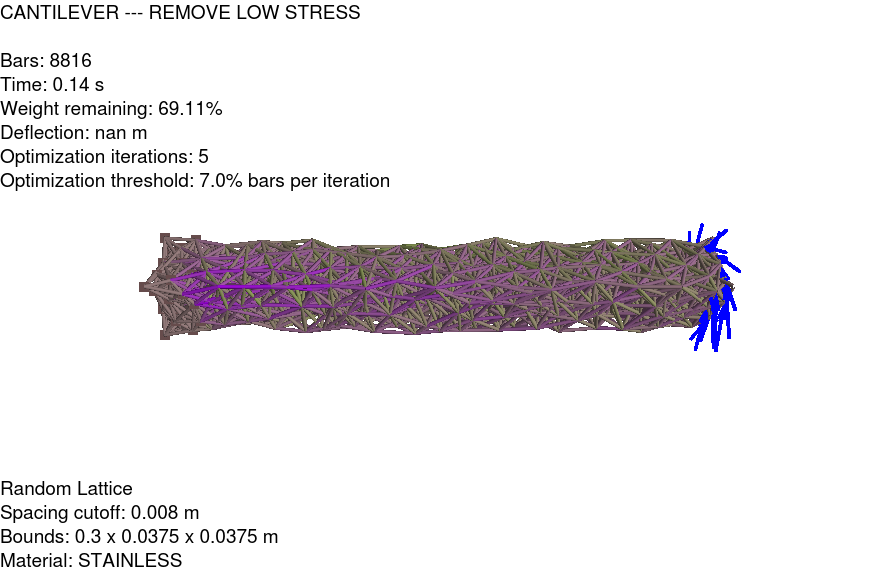 CANTILEVER --- REMOVE LOW STRESS
Bars: 8816
Time: 0.14 s
Weight remaining: 69.11%
Deflection: nan m
Optimization iterations: 5
Optimization threshold: 7.0% bars per iteration
Random Lattice
Spacing cutoff: 0.008 m
Bounds: 0.3 x 0.0375 x 0.0375 m
Material: STAINLESS